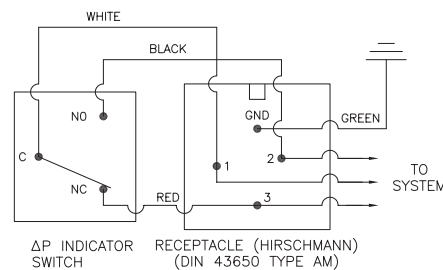 WHITE
BLACK
NO
GND
GREEN
C
1
2
TO
SYSTEM
NC
RED
3
ΔP INDICATOR
SWITCH
RECEPTACLE (HIRSCHMANN)
(DIN 43650 TYPE AM)